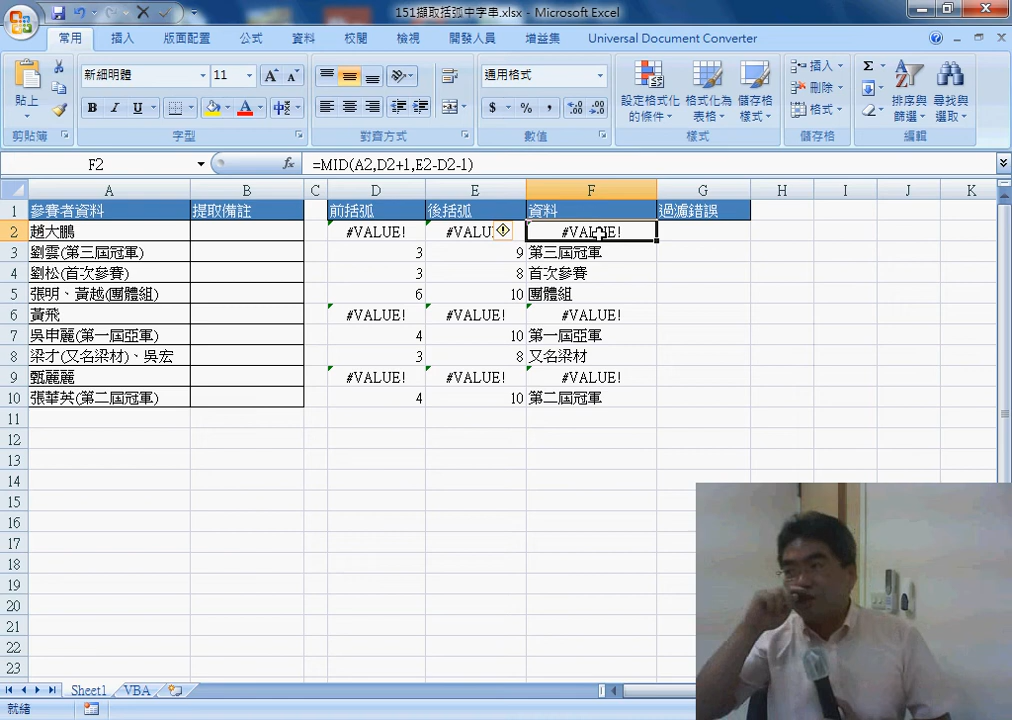 151擷取括弧中字串.xlsx - Microsoft Excel
常用 插入 版面配置 公式 資料 校閱 檢視 開發人員 增益集 Universal Document Converter
貼上
新細明體 11
B I U
通用格式
$ % ,
設定格式化的條件 格式化為表格 儲存格樣式
插入
刪除
格式
Σ
排序與篩選 尋找與選取
剪貼簿 字型 對齊方式 數值 樣式 儲存格 編輯
F2 fx =MID(A2,D2+1,E2-D2-1)
A B C D E F G H I J K
1 參賽者資料 提取備註 前括弧 後括弧 資料 過濾錯誤
2 趙大鵬 #VALUE! #VALU #VALUE!
3 劉雲(第三屆冠軍) 3 9 第三屆冠軍
4 劉松(首次參賽) 3 8 首次參賽
5 張明、黃越(團體組) 6 10 團體組
6 黃飛 #VALUE! #VALUE! #VALUE!
7 吳申麗(第一屆亞軍) 4 10 第一屆亞軍
8 梁才(又名梁材)、吳宏 3 8 又名梁材
9 甄麗麗 #VALUE! #VALUE! #VALUE!
10 張華英(第二屆冠軍) 4 10 第二屆冠軍
11
12
13
14
15
16
17
18
19
20
21
22
23
Sheet1 VBA
就緒